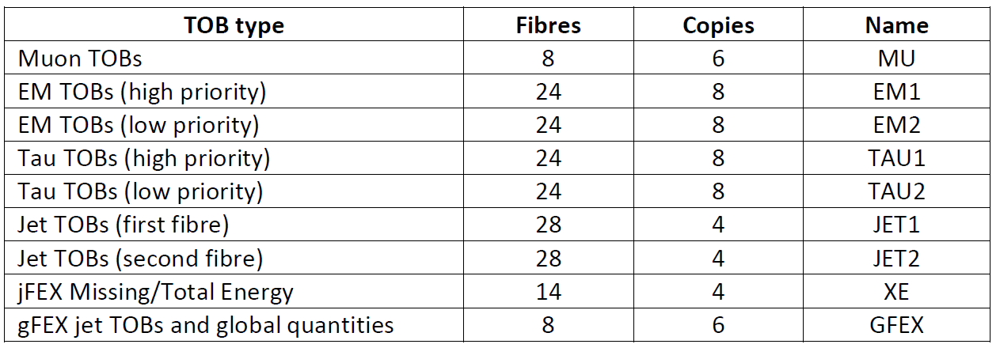 TOB type Fibres Copies Name
Muon TOBs 8 6 MU
EM TOBs (high priority) 24 8 EM1
EM TOBs (low priority) 24 8 EM2
Tau TOBs (high priority) 24 8 TAU1
Tau TOBs (low priority) 24 8 TAU2
Jet TOBs (first fibre) 28 4 JET1
Jet TOBs (second fibre) 28 4 JET2
jFEX Missing/Total Energy 14 4 XE
gFEX jet TOBs and global quantities 8 6 GFEX